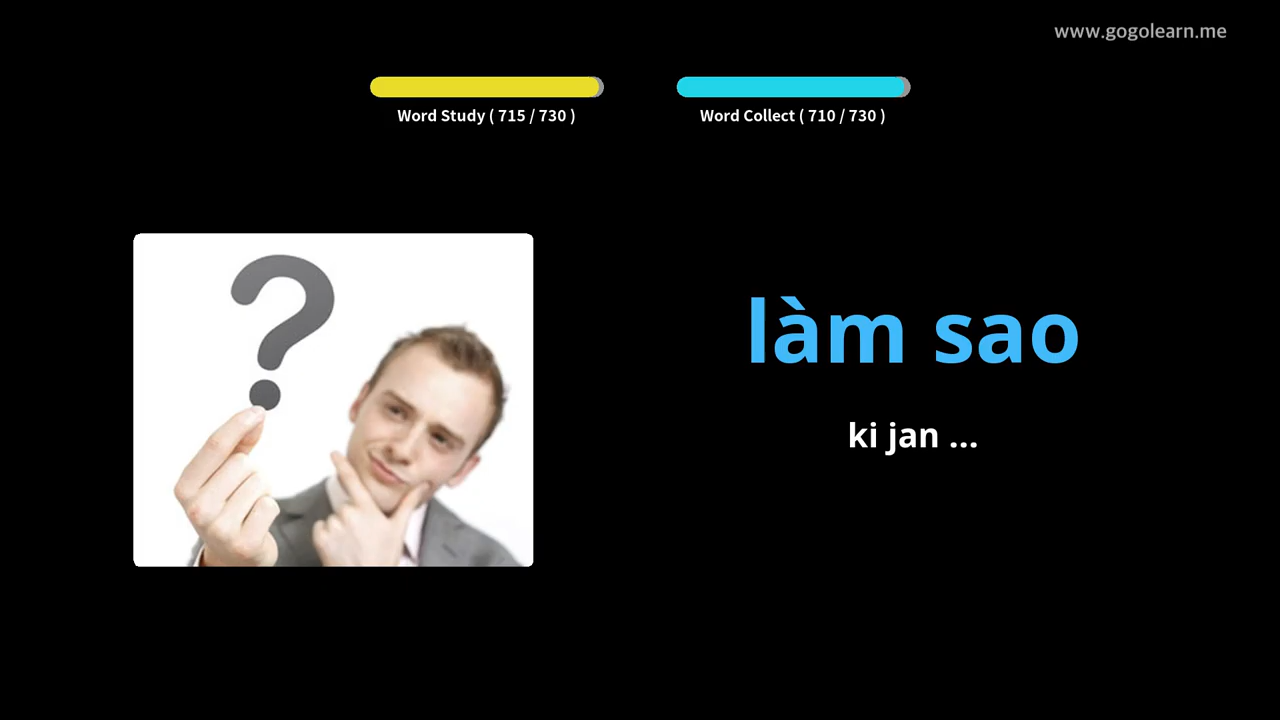 www.gogolearn.me
Word Study ( 715 / 730 )
Word Collect ( 710 / 730 )
?
làm sao
ki jan ...